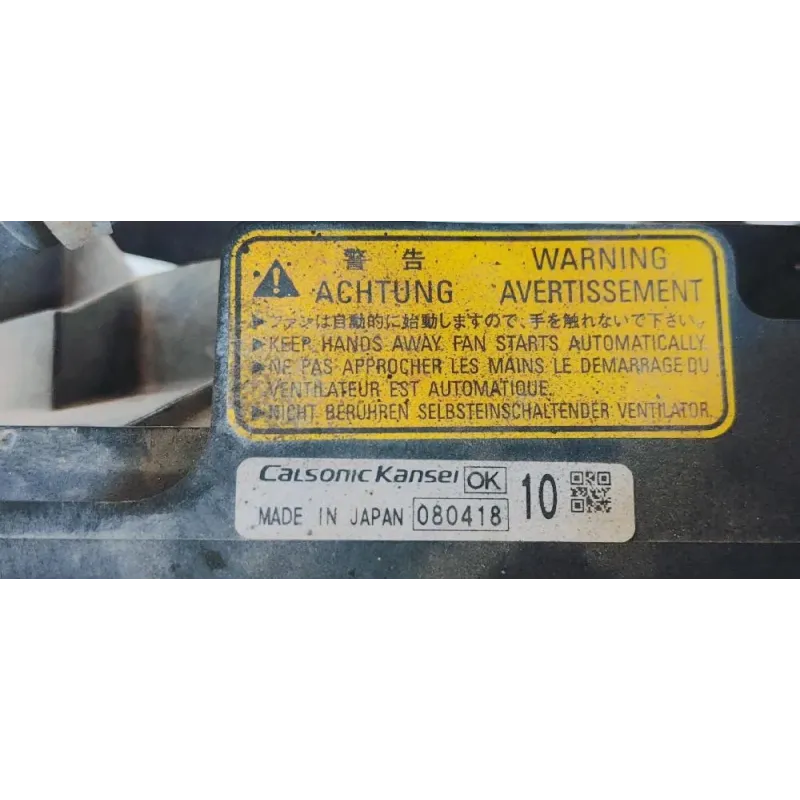 警告 WARNING
ACHTUNG AVERTISSEMENT
▶ファンは自動的に始動しますので、手を触れないで下さい。
▶KEEP HANDS AWAY. FAN STARTS AUTOMATICALLY.
▶NE PAS APPROCHER LES MAINS LE DEMARRAGE DU
VENTILATEUR EST AUTOMATIQUE.
▶NICHT BERÜHREN SELBSTEINSCHALTENDER VENTILATOR.
Calsonic Kansei OK 10
MADE IN JAPAN 080418